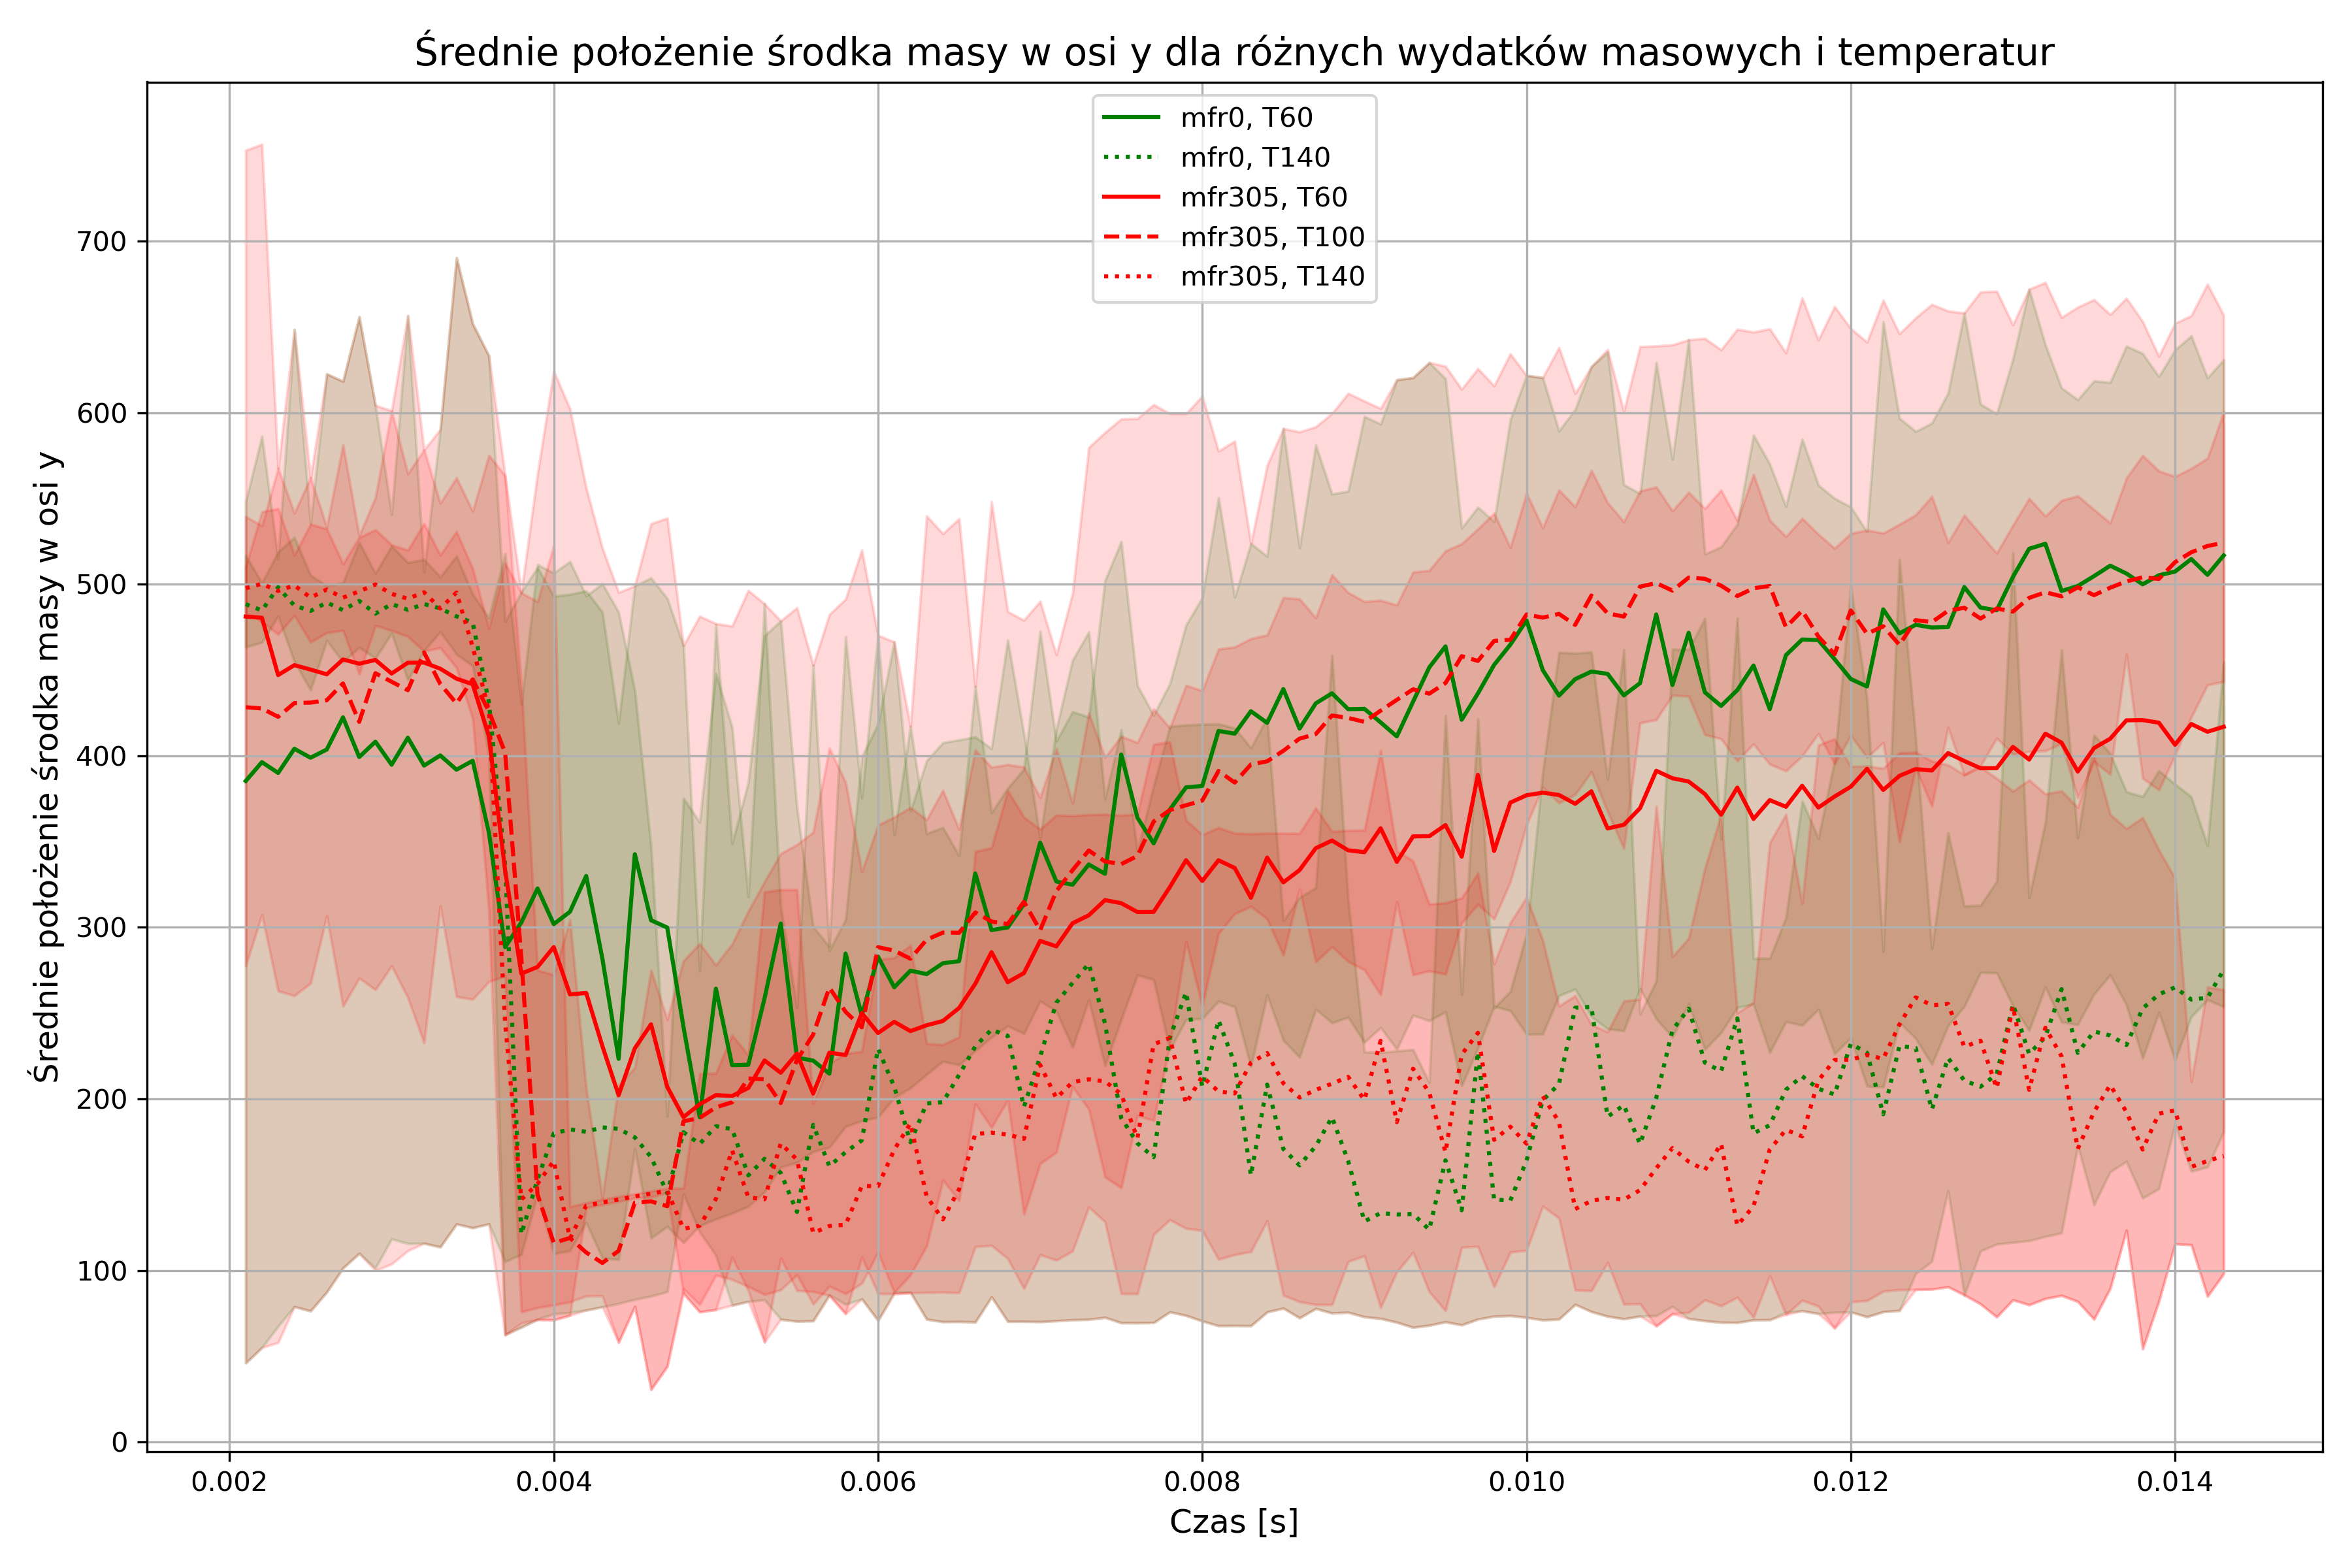 Średnie położenie środka masy w osi y dla różnych wydatków masowych i temperatur
mfr0, T60
mfr0, T140
mfr305, T60
mfr305, T100
mfr305, T140
Średnie położenie środka masy w osi y
700
600
500
400
300
200
100
0
0.002
0.004
0.006
0.008
0.010
0.012
0.014
Czas [s]